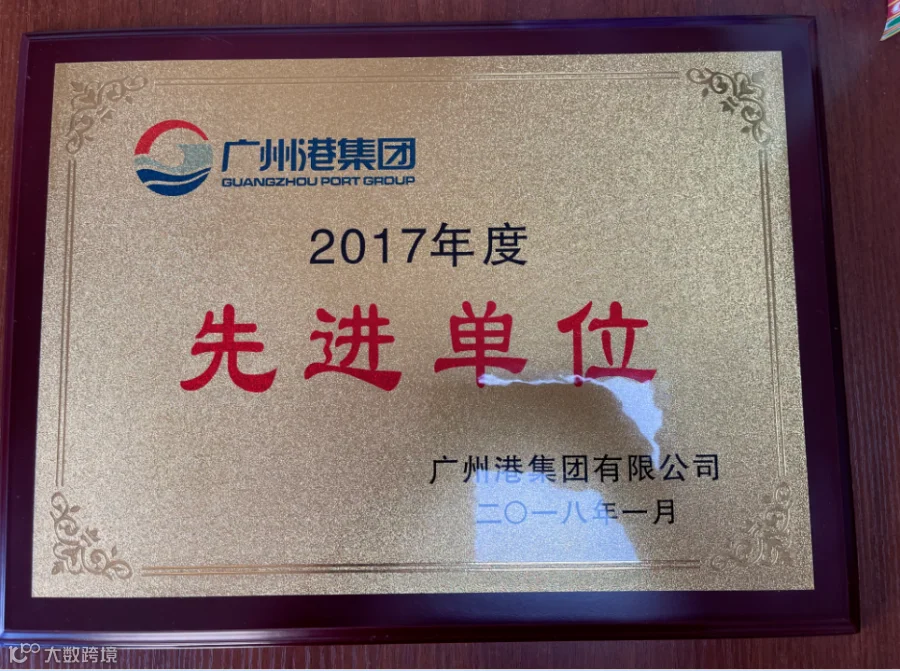 广州港集团
GUANGZHOU PORT GROUP
2017年度
先进单位
广州港集团有限公司
二〇一八年一月
大数跨境